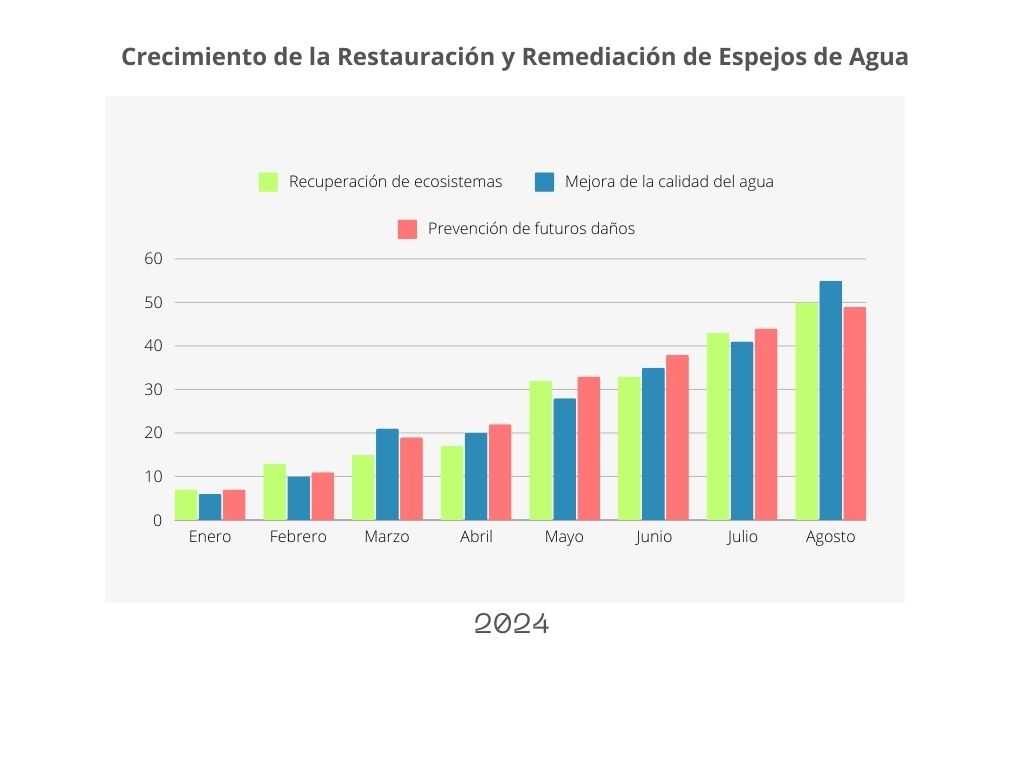 Crecimiento de la Restauración y Remediación de Espejos de Agua
Recuperación de ecosistemas Mejora de la calidad del agua
Prevención de futuros daños
60
50
40
30
20
10
0
Enero Febrero Marzo Abril Mayo Junio Julio Agosto
2024